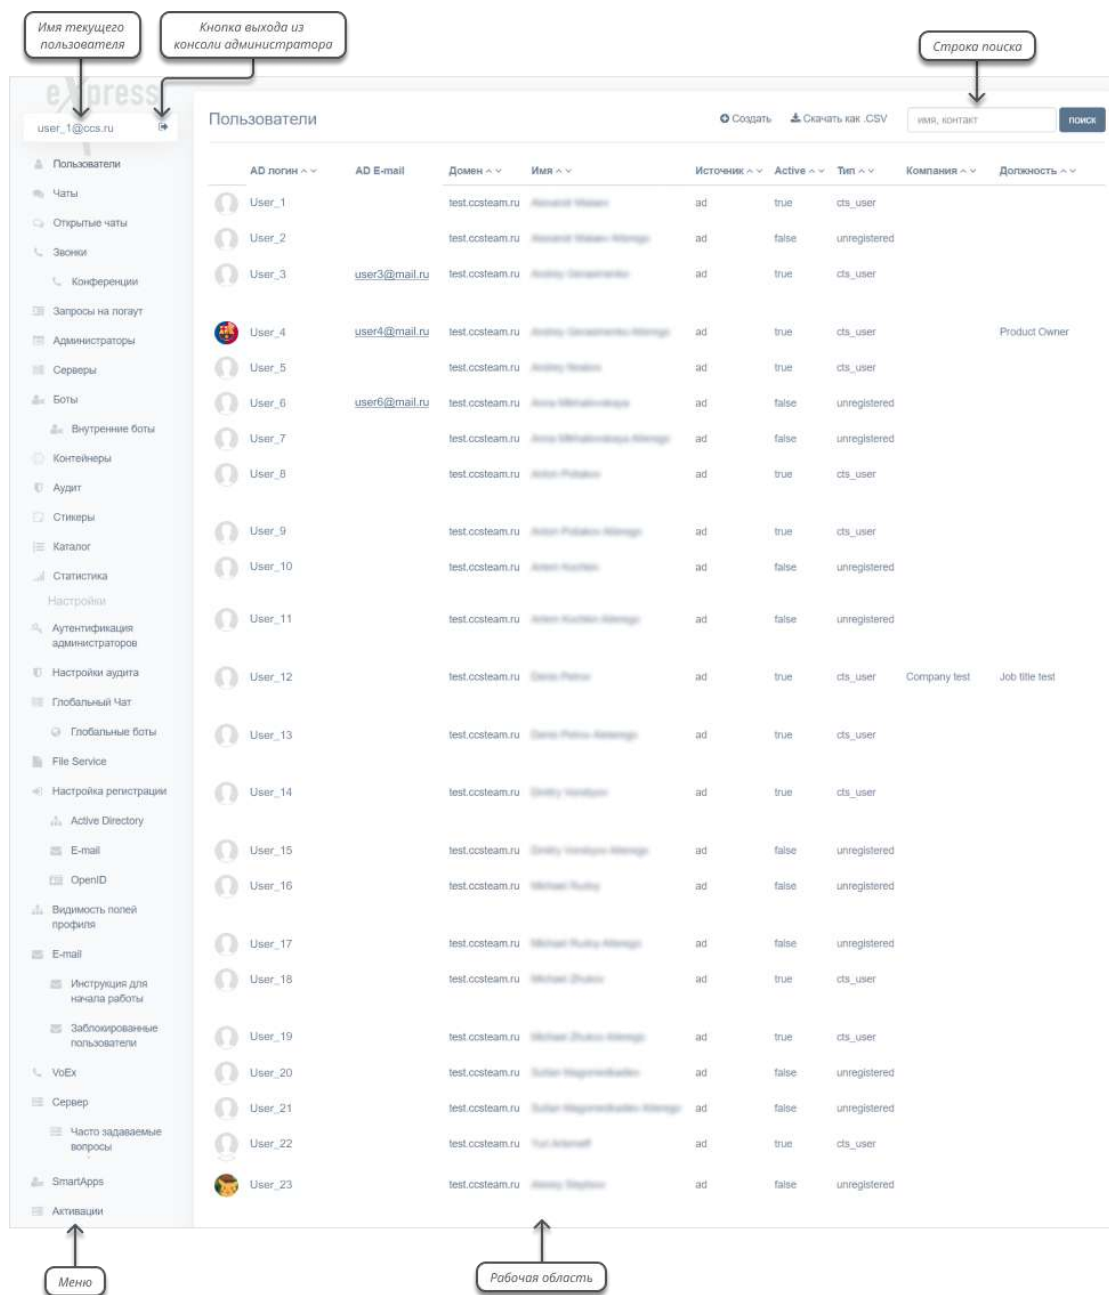 Имя текущего
пользователя
Кнопка выхода из
консоли администратора
Строка поиска
eXpress
user_1@ccs.ru
Пользователи
Чаты
Открытые чаты
Звонки
Конференции
Запросы на логаут
Администраторы
Серверы
Боты
Внутренние боты
Контейнеры
Аудит
Стикеры
Каталог
Статистика
Настройки
Аутентификация
администраторов
Настройки аудита
Глобальный Чат
Глобальные боты
File Service
Настройка регистрации
Active Directory
E-mail
OpenID
Видимость полей
профиля
E-mail
Инструкция для
начала работы
Заблокированные
пользователи
VoEx
Сервер
Часто задаваемые
вопросы
SmartApps
Активации
Пользователи Создать Скачать как .CSV имя, контакт поиск
AD логин AD E-mail Домен Имя Источник Active Тип Компания Должность
User_1 test.ccsteam.ru ad true cts_user
User_2 test.ccsteam.ru ad false unregistered
User_3 user3@mail.ru test.ccsteam.ru ad true cts_user
User_4 user4@mail.ru test.ccsteam.ru ad true cts_user Product Owner
User_5 test.ccsteam.ru ad true cts_user
User_6 user6@mail.ru test.ccsteam.ru ad false unregistered
User_7 test.ccsteam.ru ad false unregistered
User_8 test.ccsteam.ru ad true cts_user
User_9 test.ccsteam.ru ad true cts_user
User_10 test.ccsteam.ru ad false unregistered
User_11 test.ccsteam.ru ad false unregistered
User_12 test.ccsteam.ru ad true cts_user Company test Job title test
User_13 test.ccsteam.ru ad true cts_user
User_14 test.ccsteam.ru ad true cts_user
User_15 test.ccsteam.ru ad false unregistered
User_16 test.ccsteam.ru ad false unregistered
User_17 test.ccsteam.ru ad false unregistered
User_18 test.ccsteam.ru ad true cts_user
User_19 test.ccsteam.ru ad true cts_user
User_20 test.ccsteam.ru ad false unregistered
User_21 test.ccsteam.ru ad false unregistered
User_22 test.ccsteam.ru ad true cts_user
User_23 test.ccsteam.ru ad false unregistered
Меню
Рабочая область